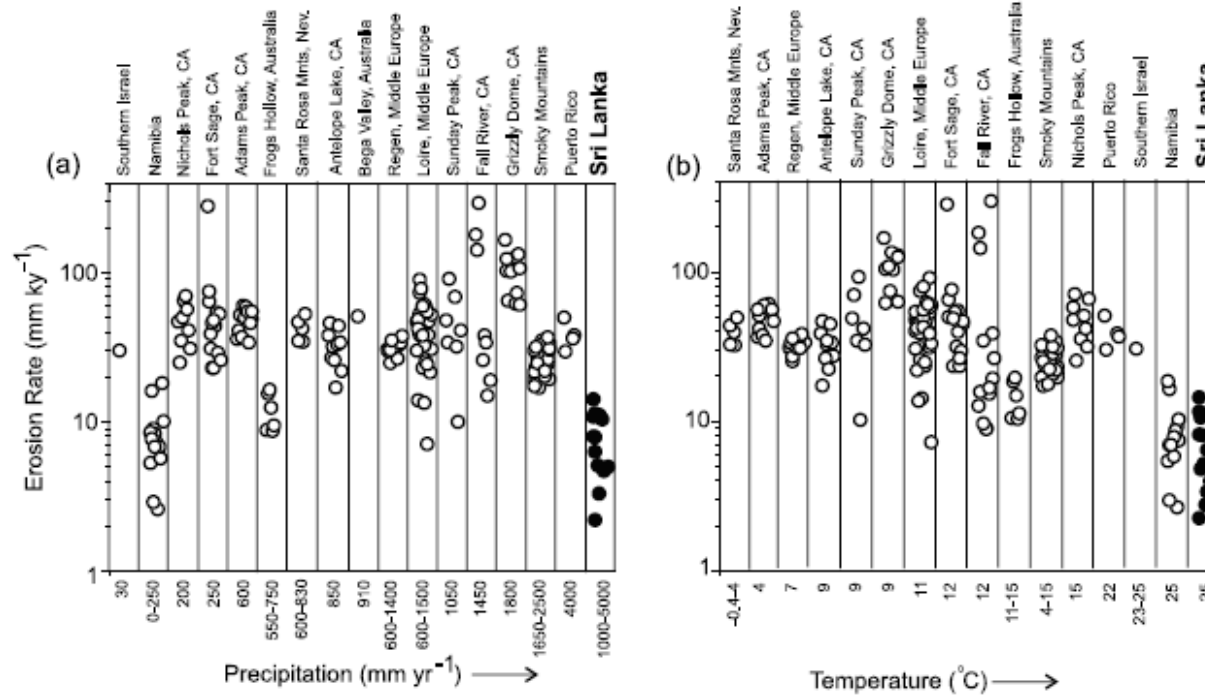 (a)
Southern Israel
Namibia
Nichols Peak, CA
Fort Sage, CA
Adams Peak, CA
Frogs Hollow, Australia
Santa Rosa Mnts, Nev.
Antelope Lake, CA
Bega Valley, Australia
Regen, Middle Europe
Loire, Middle Europe
Sunday Peak, CA
Fall River, CA
Grizzly Dome, CA
Smoky Mountains
Puerto Rico
Sri Lanka
Erosion Rate (mm ky⁻¹)
100
10
1
30
0-250
200
250
600
550-750
600-830
850
910
600-1400
600-1500
1050
1450
1800
1650-2500
4000
1000-5000
Precipitation (mm yr⁻¹)
(b)
Santa Rosa Mnts, Nev.
Adams Peak, CA
Regen, Middle Europe
Antelope Lake, CA
Sunday Peak, CA
Grizzly Dome, CA
Loire, Middle Europe
Fort Sage, CA
Fall River, CA
Frogs Hollow, Australia
Smoky Mountains
Nichols Peak, CA
Puerto Rico
Southern Israel
Namibia
Sri Lanka
100
10
1
-0.4-4
4
7
9
9
9
11
12
12
11-15
4-15
15
22
23-25
25
Temperature (°C)